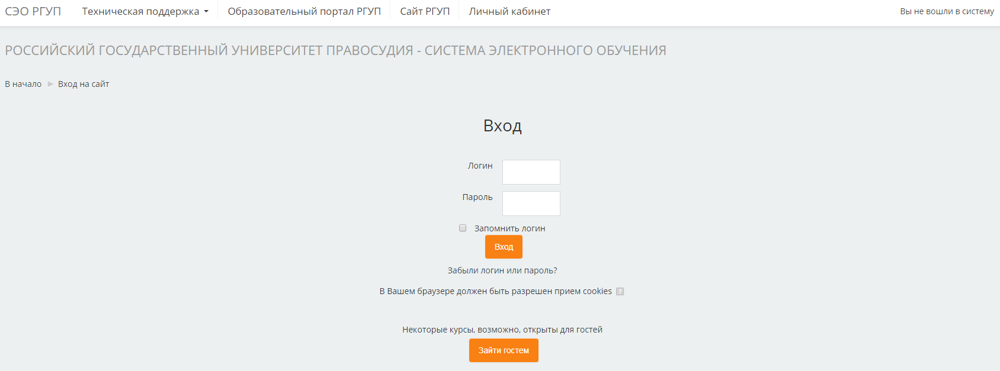 СЭО РГУП Техническая поддержка Образовательный портал РГУП Сайт РГУП Личный кабинет Вы не вошли в систему
РОССИЙСКИЙ ГОСУДАРСТВЕННЫЙ УНИВЕРСИТЕТ ПРАВОСУДИЯ - СИСТЕМА ЭЛЕКТРОННОГО ОБУЧЕНИЯ
В начало ► Вход на сайт
Вход
Логин
Пароль
Запомнить логин
Вход
Забыли логин или пароль?
В Вашем браузере должен быть разрешен прием cookies ?
Некоторые курсы, возможно, открыты для гостей
Зайти гостем